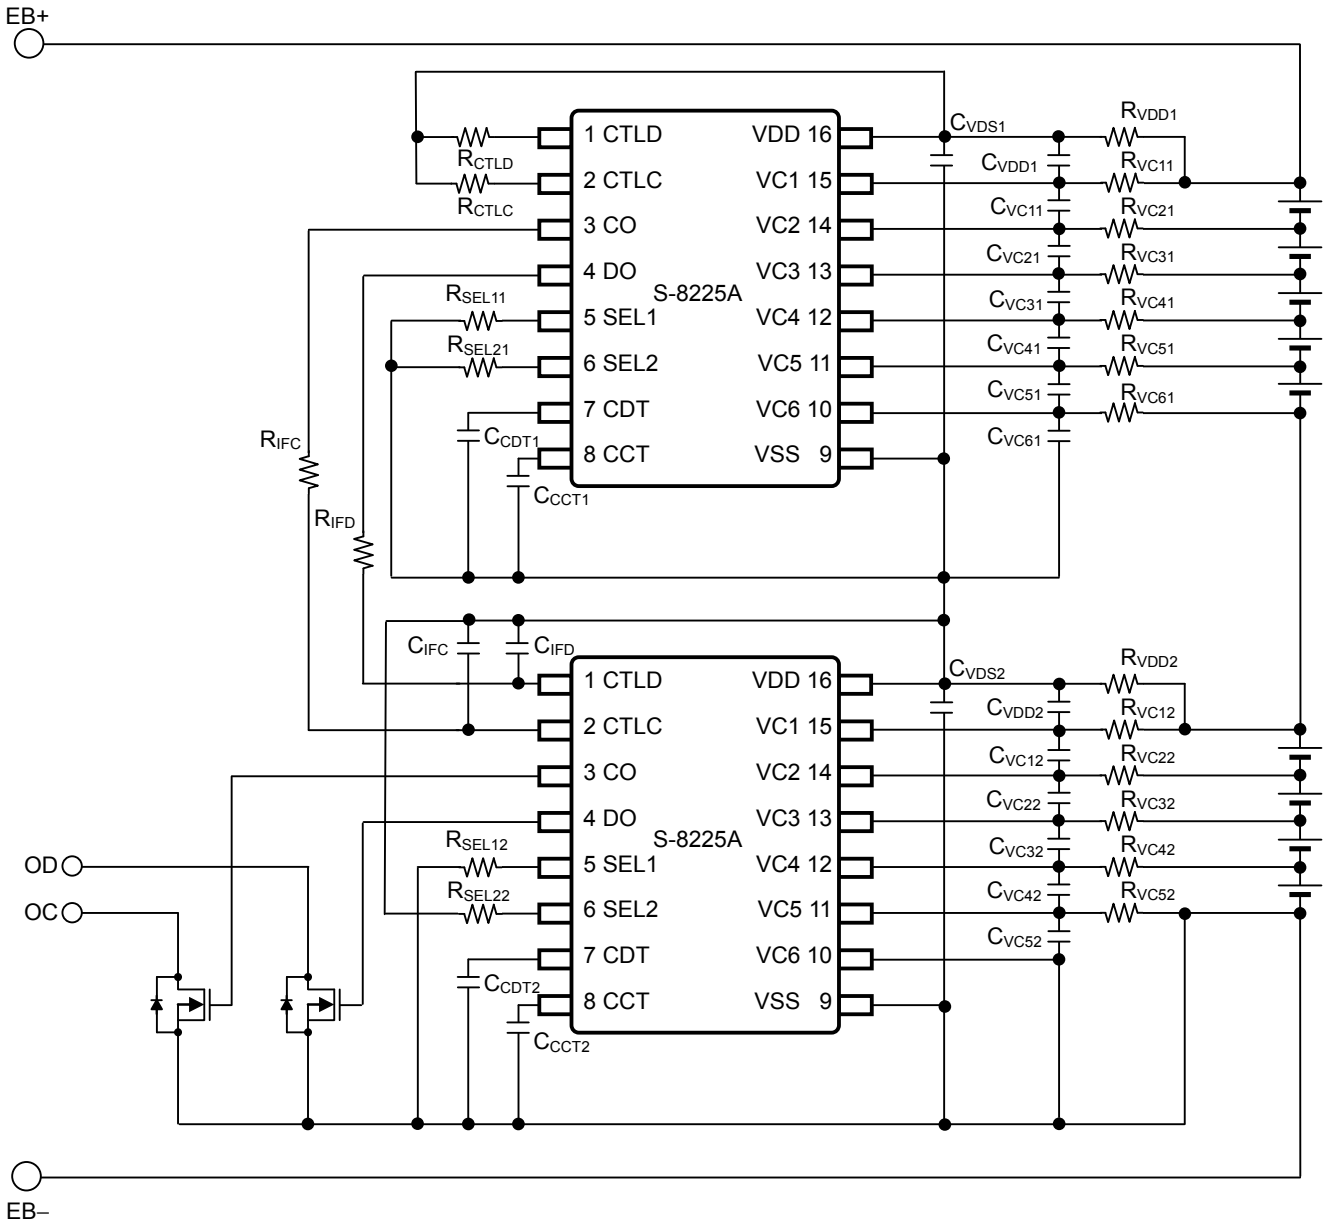 EB+
1 CTLD
2 CTLC
3 CO
4 DO
5 SEL1
6 SEL2
7 CDT
8 CCT
S-8225A
VDD 16
VC1 15
VC2 14
VC3 13
VC4 12
VC5 11
VC6 10
VSS 9
RCTLD
RCTLC
RSEL11
RSEL21
CCDT1
CCCT1
RIFC
RIFD
CVDS1
CVDD1
CVC11
CVC21
CVC31
CVC41
CVC51
CVC61
RVDD1
RVC11
RVC21
RVC31
RVC41
RVC51
RVC61
CIFC
CIFD
1 CTLD
2 CTLC
3 CO
4 DO
5 SEL1
6 SEL2
7 CDT
8 CCT
S-8225A
VDD 16
VC1 15
VC2 14
VC3 13
VC4 12
VC5 11
VC6 10
VSS 9
RSEL12
RSEL22
CCDT2
CCCT2
CVDS2
CVDD2
CVC12
CVC22
CVC32
CVC42
CVC52
RVDD2
RVC12
RVC22
RVC32
RVC42
RVC52
OD
OC
EB−